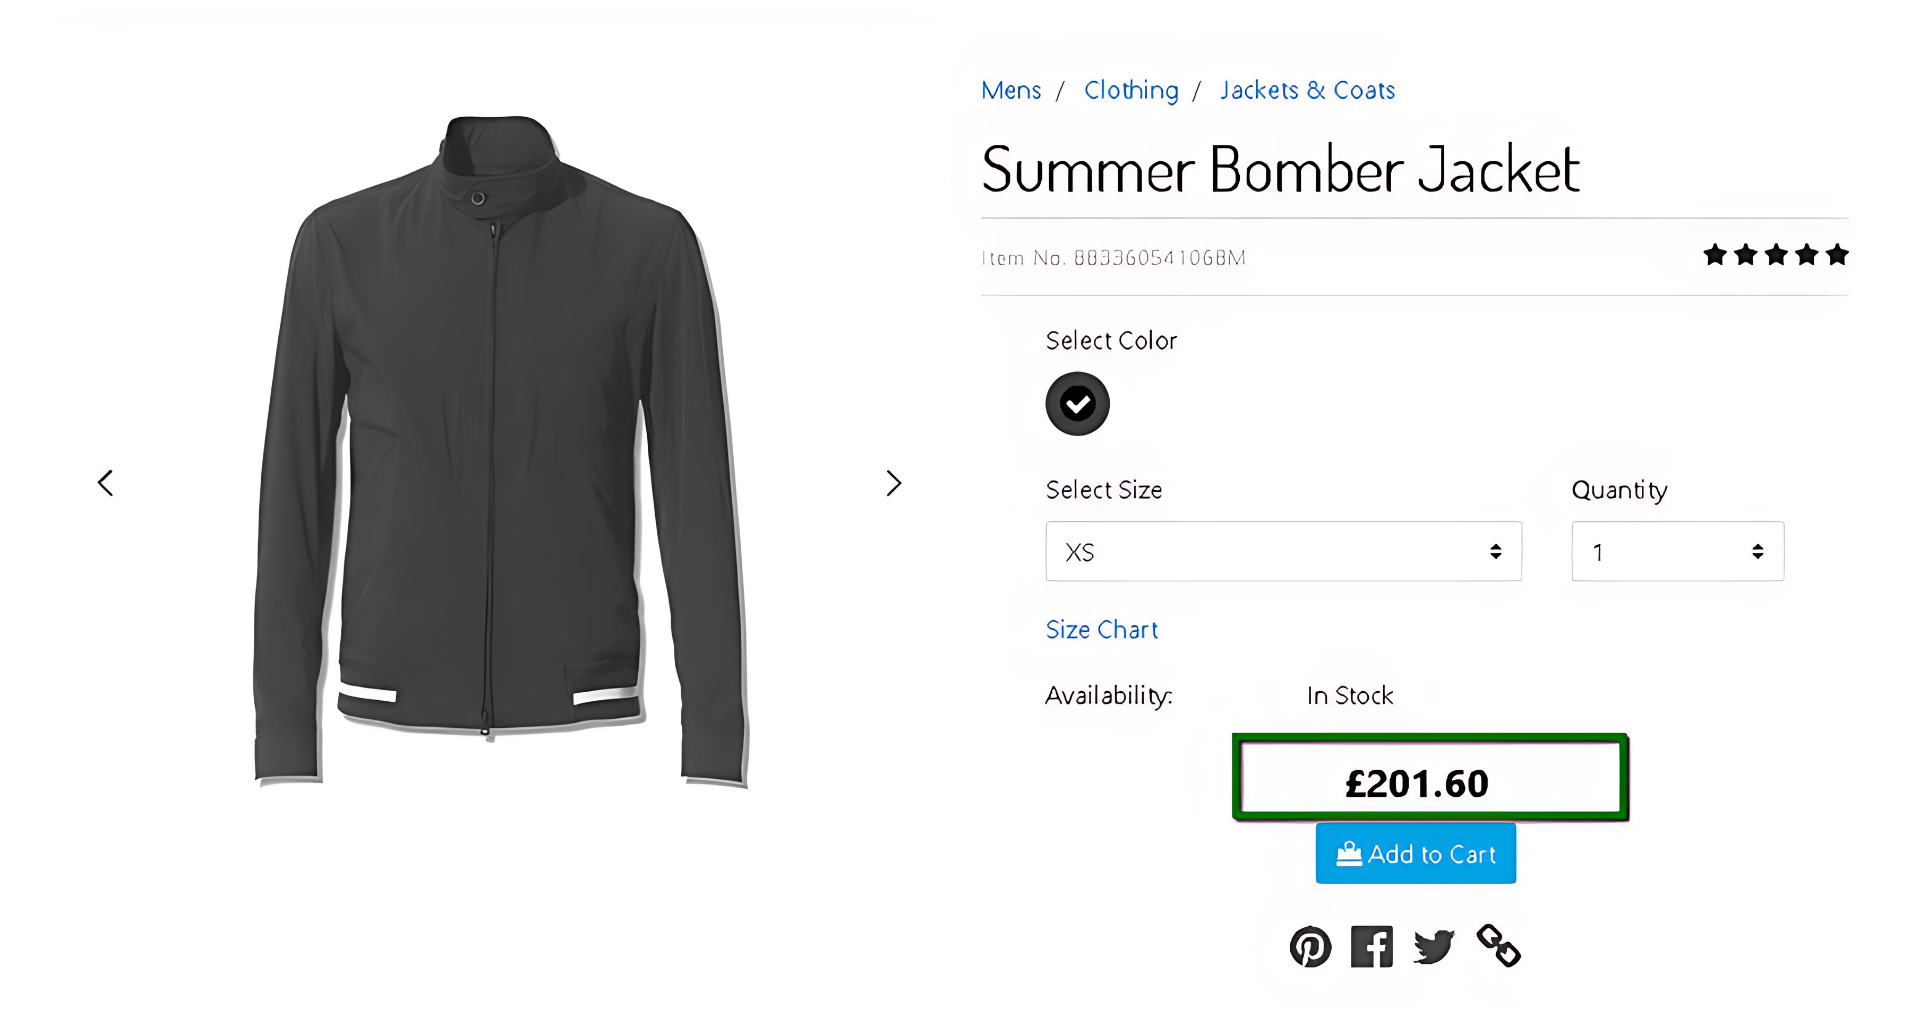 Mens / Clothing / Jackets & Coats
Summer Bomber Jacket
Item No. 883360541068M
Select Color
Select Size
Quantity
XS
1
Size Chart
Availability: In Stock
£201.60
Add to Cart